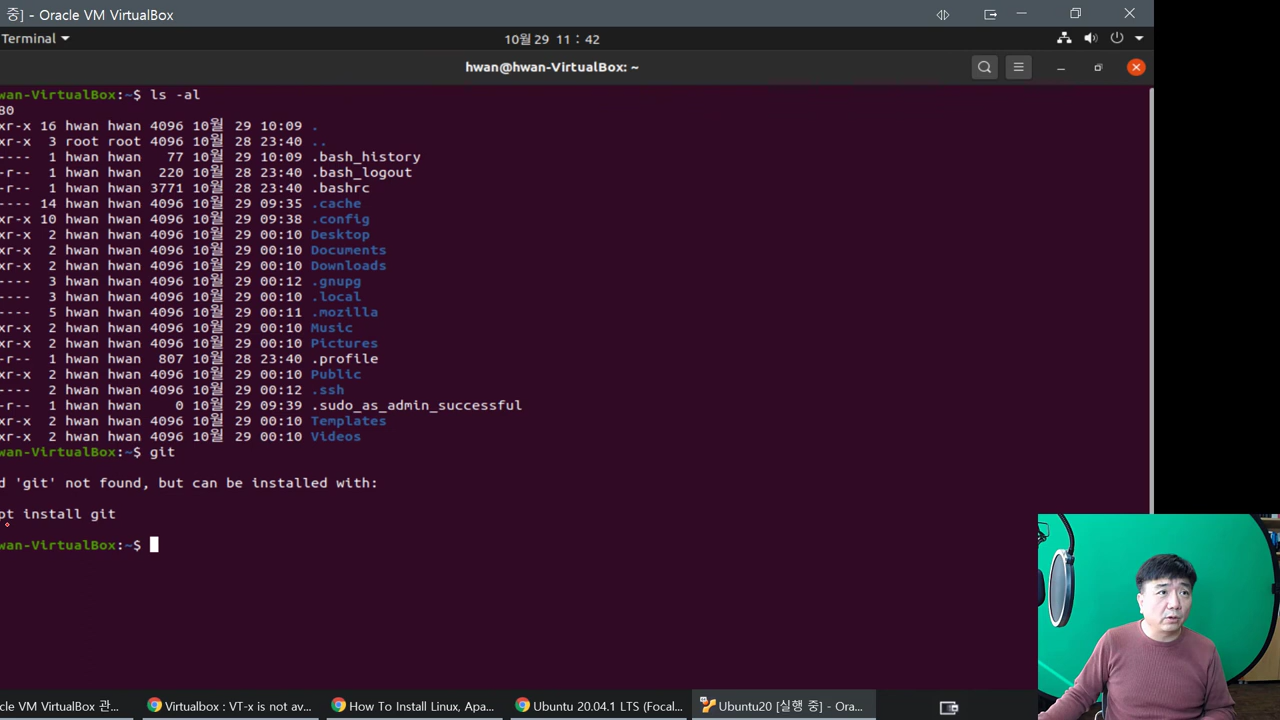 중] - Oracle VM VirtualBox
Terminal
10월 29 11 : 42
hwan@hwan-VirtualBox: ~
wan-VirtualBox:~$ ls -al
80
xr-x 16 hwan hwan 4096 10월 29 10:09 .
xr-x 3 root root 4096 10월 28 23:40 ..
---- 1 hwan hwan 77 10월 29 10:09 .bash_history
-r-- 1 hwan hwan 220 10월 28 23:40 .bash_logout
-r-- 1 hwan hwan 3771 10월 28 23:40 .bashrc
---- 14 hwan hwan 4096 10월 29 09:35 .cache
xr-x 10 hwan hwan 4096 10월 29 09:38 .config
xr-x 2 hwan hwan 4096 10월 29 00:10 Desktop
xr-x 2 hwan hwan 4096 10월 29 00:10 Documents
xr-x 2 hwan hwan 4096 10월 29 00:10 Downloads
---- 3 hwan hwan 4096 10월 29 00:12 .gnupg
---- 3 hwan hwan 4096 10월 29 00:10 .local
---- 5 hwan hwan 4096 10월 29 00:11 .mozilla
xr-x 2 hwan hwan 4096 10월 29 00:10 Music
xr-x 2 hwan hwan 4096 10월 29 00:10 Pictures
-r-- 1 hwan hwan 807 10월 28 23:40 .profile
xr-x 2 hwan hwan 4096 10월 29 00:10 Public
---- 2 hwan hwan 4096 10월 29 00:12 .ssh
-r-- 1 hwan hwan 0 10월 29 09:39 .sudo_as_admin_successful
xr-x 2 hwan hwan 4096 10월 29 00:10 Templates
xr-x 2 hwan hwan 4096 10월 29 00:10 Videos
wan-VirtualBox:~$ git
d 'git' not found, but can be installed with:
pt install git
wan-VirtualBox:~$
cle VM VirtualBox 관...
Virtualbox : VT-x is not av...
How To Install Linux, Apa...
Ubuntu 20.04.1 LTS (Focal...
Ubuntu20 [실행 중] - Ora...